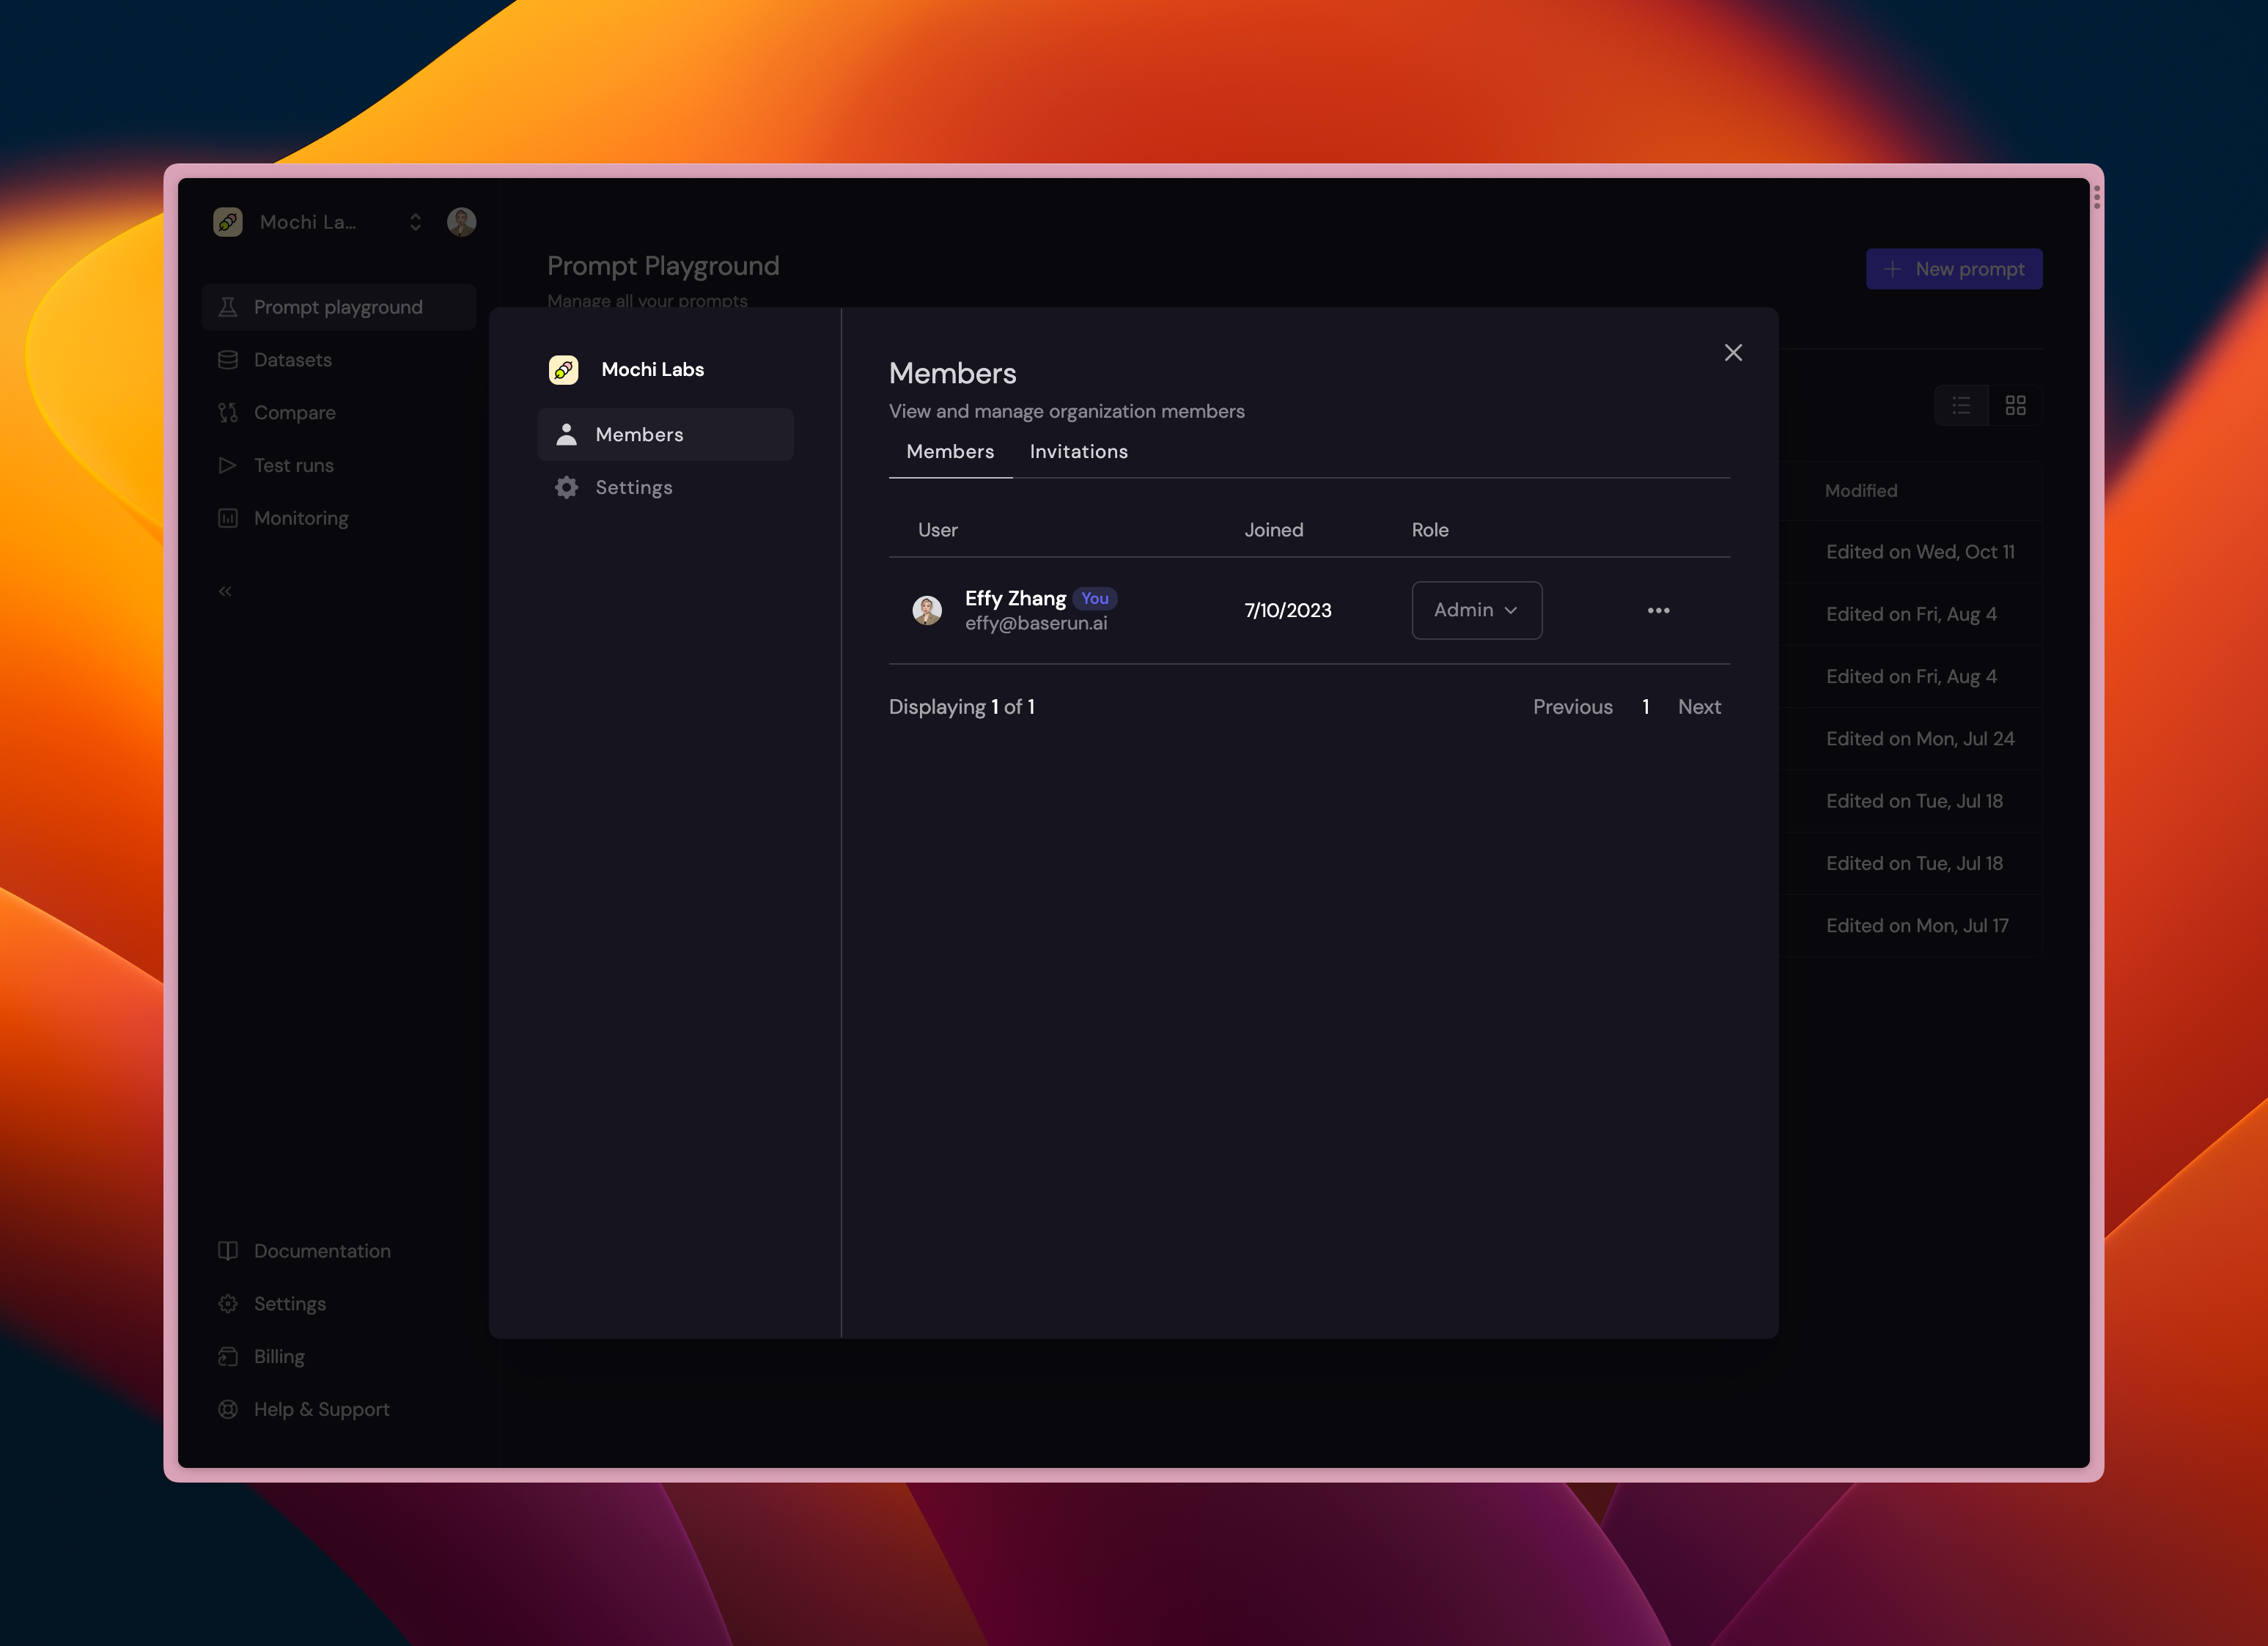 Mochi La...
Prompt playground
Datasets
Compare
Test runs
Monitoring
Documentation
Settings
Billing
Help & Support
Prompt Playground
Manage all your prompts
New prompt
Modified
Edited on Wed, Oct 11
Edited on Fri, Aug 4
Edited on Fri, Aug 4
Edited on Mon, Jul 24
Edited on Tue, Jul 18
Edited on Tue, Jul 18
Edited on Mon, Jul 17
Mochi Labs
Members
Settings
Members
View and manage organization members
Members Invitations
User Joined Role
Effy Zhang You
effy@baserun.ai
7/10/2023
Admin
Displaying 1 of 1
Previous 1 Next